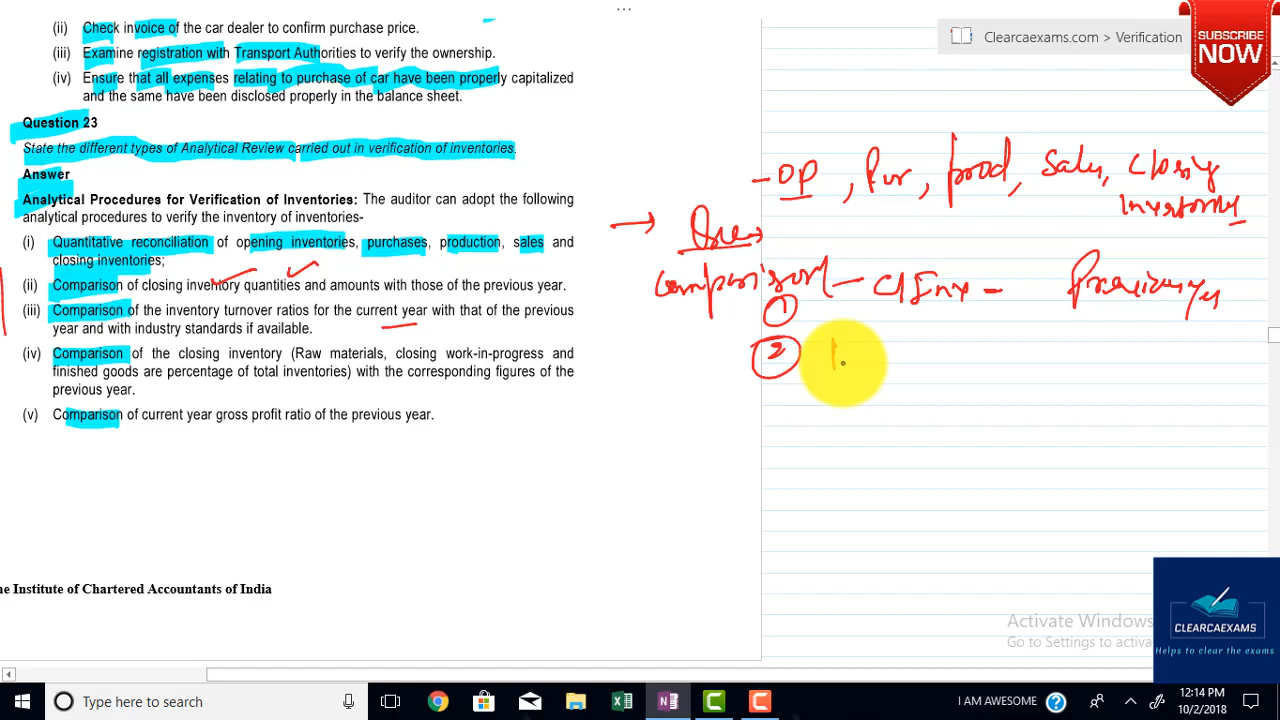 (ii) Check invoice of the car dealer to confirm purchase price.
(iii) Examine registration with Transport Authorities to verify the ownership.
(iv) Ensure that all expenses relating to purchase of car have been properly capitalized
and the same have been disclosed properly in the balance sheet.
Question 23
State the different types of Analytical Review carried out in verification of inventories.
Answer
Analytical Procedures for Verification of Inventories: The auditor can adopt the following
analytical procedures to verify the inventory of inventories-
(i) Quantitative reconciliation of opening inventories, purchases, production, sales and
closing inventories;
(ii) Comparison of closing inventory quantities and amounts with those of the previous year.
(iii) Comparison of the inventory turnover ratios for the current year with that of the previous
year and with industry standards if available.
(iv) Comparison of the closing inventory (Raw materials, closing work-in-progress and
finished goods are percentage of total inventories) with the corresponding figures of the
previous year.
(v) Comparison of current year gross profit ratio of the previous year.
he Institute of Chartered Accountants of India
Clearcaexams.com > Verification
SUBSCRIBE
NOW
- OP, Pur, prod, Sales, Closing
Inventories
Comparison - Cl Inv - Previous yr
1
2
Activate Windows
Go to Settings to activa
CLEARCAEXAMS
Helps to clear the exams
Type here to search
I AM AWESOME
12:14 PM
10/2/2018